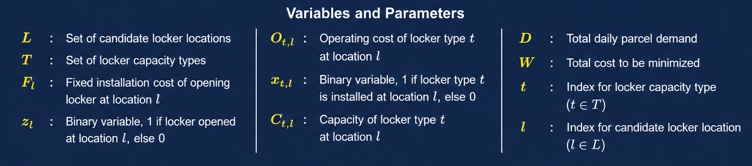 Variables and Parameters
L : Set of candidate locker locations
T : Set of locker capacity types
F_l : Fixed installation cost of opening
locker at location l
z_l : Binary variable, 1 if locker opened
at location l, else 0
O_{t,l} : Operating cost of locker type t
at location l
x_{t,l} : Binary variable, 1 if locker type t
is installed at location l, else 0
C_{t,l} : Capacity of locker type t
at location l
D : Total daily parcel demand
W : Total cost to be minimized
t : Index for locker capacity type
(t ∈ T)
l : Index for candidate locker location
(l ∈ L)